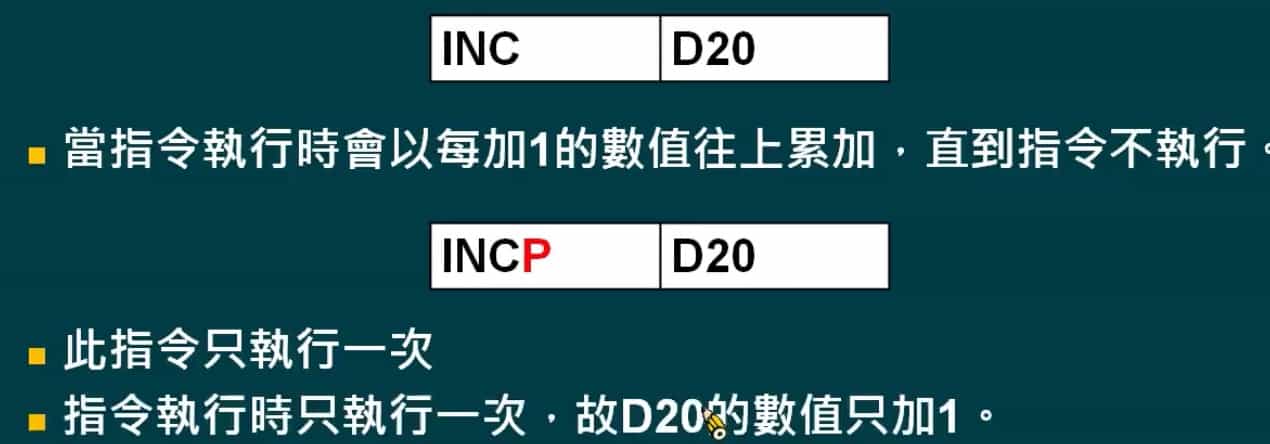 INC D20
當指令執行時會以每加1的數值往上累加，直到指令不執行。
INCP D20
此指令只執行一次
指令執行時只執行一次，故D20的數值只加1。